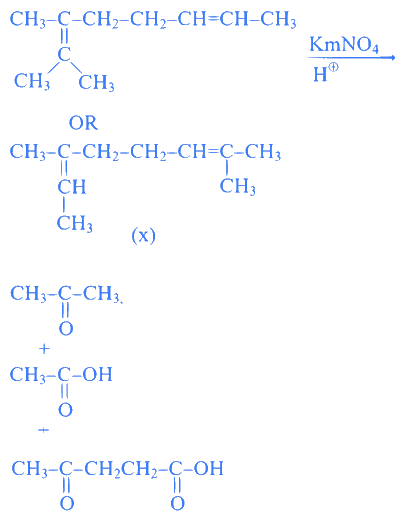 CH₃–C–CH₂–CH₂–CH=CH–CH₃
||
C
CH₃ CH₃
KmNO₄
H⊕
OR
CH₃–C–CH₂–CH₂–CH=C–CH₃
|| |
CH CH₃
|
CH₃
(x)
CH₃–C–CH₃.
||
O
+
CH₃–C–OH
||
O
+
CH₃–C–CH₂CH₂–C–OH
|| ||
O O